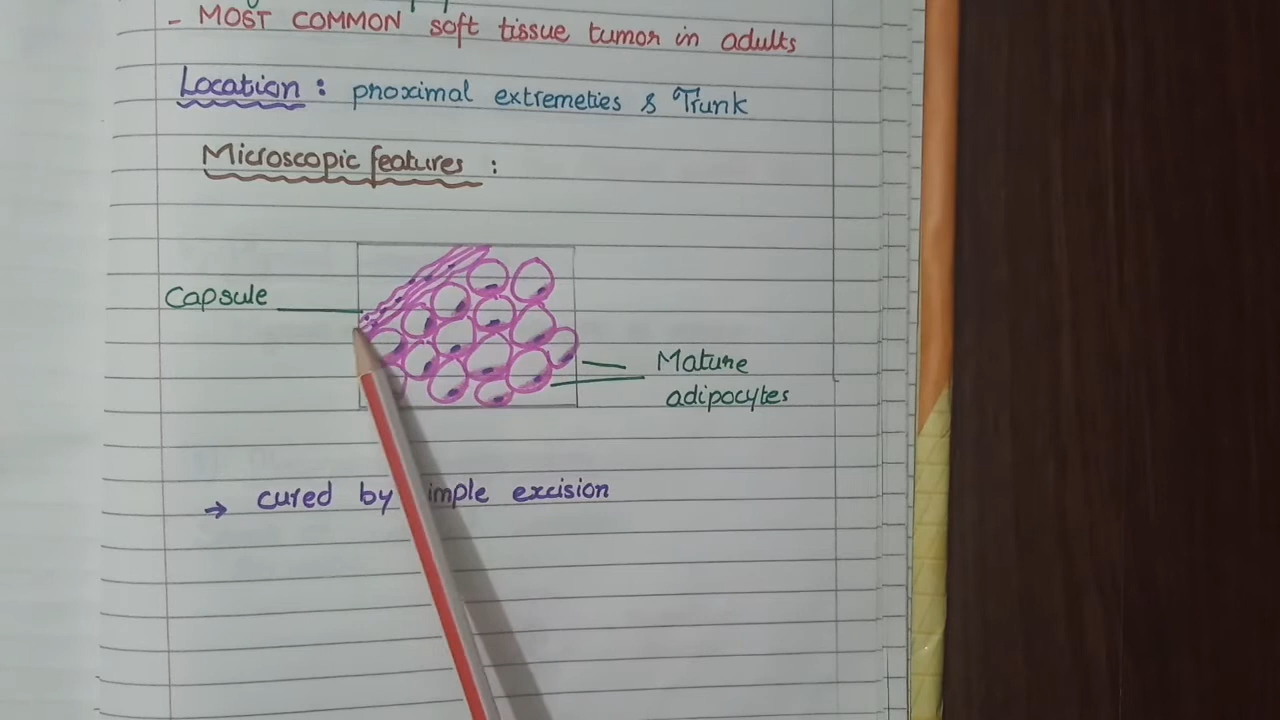 - MOST COMMON soft tissue tumor in adults
Location : proximal extremeties & Trunk
Microscopic features :
Capsule
Mature
adipocytes
→ cured by imple excision